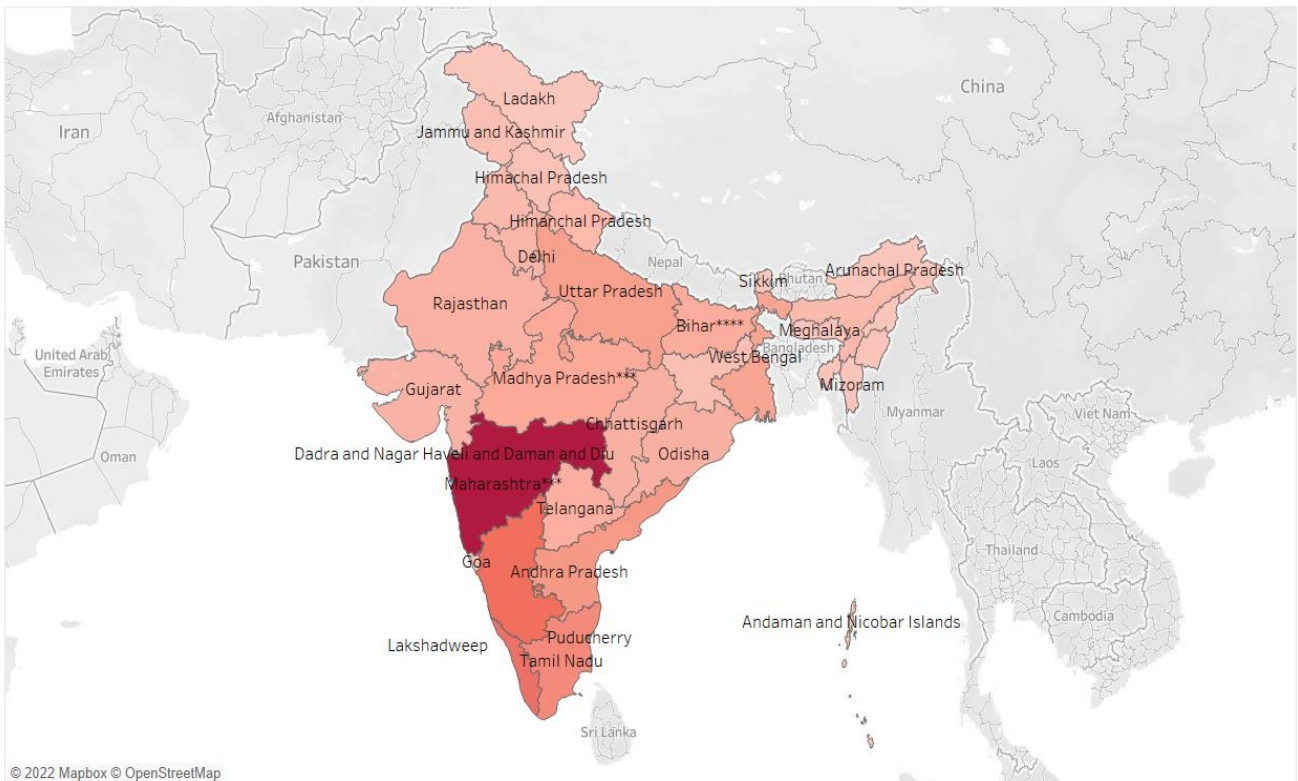 China
Ladakh
Afghanistan
Iran
Jammu and Kashmir
Himachal Pradesh
Himanchal Pradesh
Delhi
Pakistan
Nepal
Arunachal Pradesh
Sikkim
Bhutan
Uttar Pradesh
Rajasthan
Bihar****
Meghalaya
Bangladesh
United Arab
Emirates
West Bengal
Madhya Pradesh***
Gujarat
Mizoram
Myanmar
Viet Nam
Chhattisgarh
Oman
Dadra and Nagar Haveli and Daman and Diu
Odisha
Laos
Maharashtra***
Telangana
Thailand
Goa
Andhra Pradesh
Cambodia
Andaman and Nicobar Islands
Puducherry
Lakshadweep
Tamil Nadu
Sri Lanka
© 2022 Mapbox © OpenStreetMap